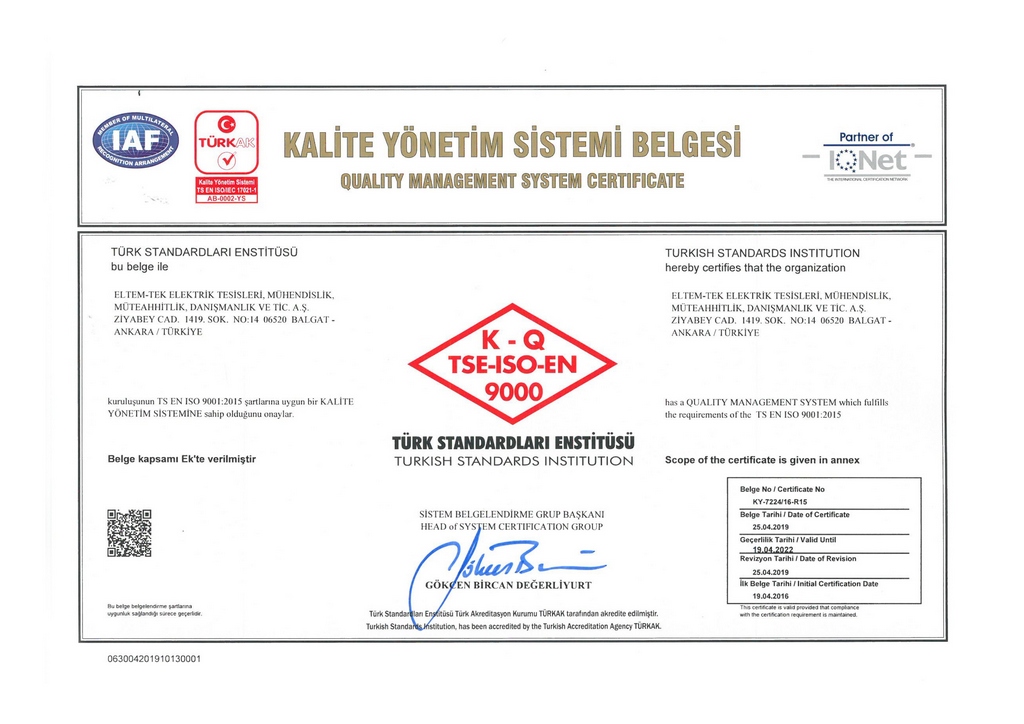 MEMBER OF MULTILATERAL
IAF
RECOGNITION ARRANGEMENT
TÜRKAK
Kalite Yönetim Sistemi
TS EN ISO/IEC 17021-1
AB-0002-YS
KALİTE YÖNETİM SİSTEMİ BELGESİ
QUALITY MANAGEMENT SYSTEM CERTIFICATE
Partner of
IQNet®
THE INTERNATIONAL CERTIFICATION NETWORK
TÜRK STANDARDLARI ENSTİTÜSÜ
bu belge ile
ELTEM-TEK ELEKTRİK TESİSLERİ, MÜHENDİSLİK,
MÜTEAHHİTLİK, DANIŞMANLIK VE TİC. A.Ş.
ZİYABEY CAD. 1419. SOK. NO:14 06520 BALGAT -
ANKARA / TÜRKİYE
kuruluşunun TS EN ISO 9001:2015 şartlarına uygun bir KALİTE
YÖNETİM SİSTEMİNE sahip olduğunu onaylar.
Belge kapsamı Ek'te verilmiştir
Bu belge belgelendirme şartlarına
uygunluk sağlandığı sürece geçerlidir.
K - Q
TSE-ISO-EN
9000
TÜRK STANDARDLARI ENSTİTÜSÜ
TURKISH STANDARDS INSTITUTION
SİSTEM BELGELENDİRME GRUP BAŞKANI
HEAD of SYSTEM CERTIFICATION GROUP
GÖKÇEN BİRCAN DEĞERLİYURT
Türk Standardları Enstitüsü Türk Akreditasyon Kurumu TÜRKAK tarafından akredite edilmiştir.
Turkish Standards Institution, has been accredited by the Turkish Accreditation Agency TÜRKAK.
TURKISH STANDARDS INSTITUTION
hereby certifies that the organization
ELTEM-TEK ELEKTRİK TESİSLERİ, MÜHENDİSLİK,
MÜTEAHHİTLİK, DANIŞMANLIK VE TİC. A.Ş.
ZİYABEY CAD. 1419. SOK. NO:14 06520 BALGAT -
ANKARA / TÜRKİYE
has a QUALITY MANAGEMENT SYSTEM which fulfills
the requirements of the TS EN ISO 9001:2015
Scope of the certificate is given in annex
Belge No / Certificate No
KY-7224/16-R15
Belge Tarihi / Date of Certificate
25.04.2019
Geçerlilik Tarihi / Valid Until
19.04.2022
Revizyon Tarihi / Date of Revision
25.04.2019
İlk Belge Tarihi / Initial Certification Date
19.04.2016
This certificate is valid provided that compliance
with the certification requirement is maintained.
063004201910130001